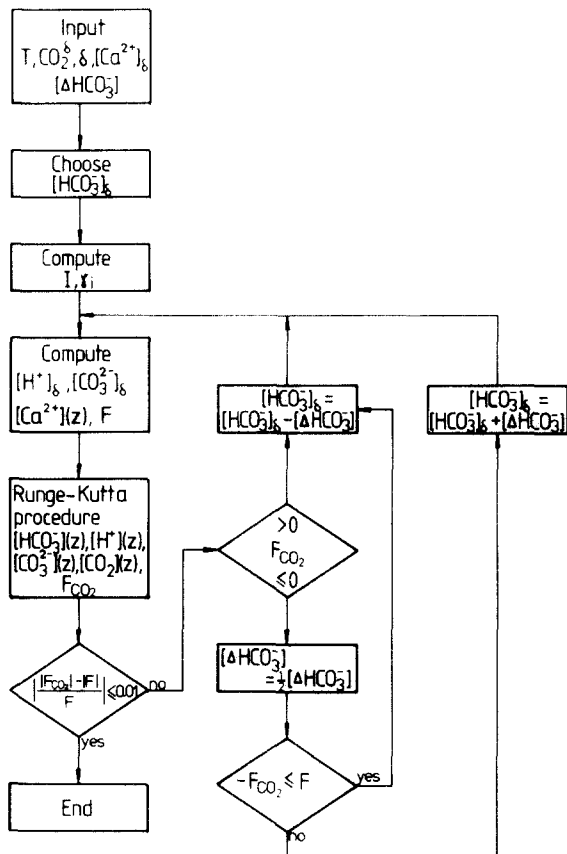 Input
T,CO₂^δ,δ,[Ca²⁺]_δ
[ΔHCO₃⁻]
Choose
[HCO₃⁻]_δ
Compute
I,γᵢ
Compute
[H⁺]_δ,[CO₃²⁻]_δ
[Ca²⁺](z), F
Runge-Kutta
procedure
[HCO₃⁻](z),[H⁺](z),
[CO₃²⁻](z),[CO₂](z),
F_CO₂
| (|F_CO₂|-|F|)/F | ≤0.01
no
yes
End
[HCO₃⁻]_δ =
[HCO₃⁻]_δ-[ΔHCO₃⁻]
>0
F_CO₂
≤0
[ΔHCO₃⁻]
=½[ΔHCO₃⁻]
-F_CO₂ ≤ F
yes
no
[HCO₃⁻]_δ =
[HCO₃⁻]_δ+[ΔHCO₃⁻]